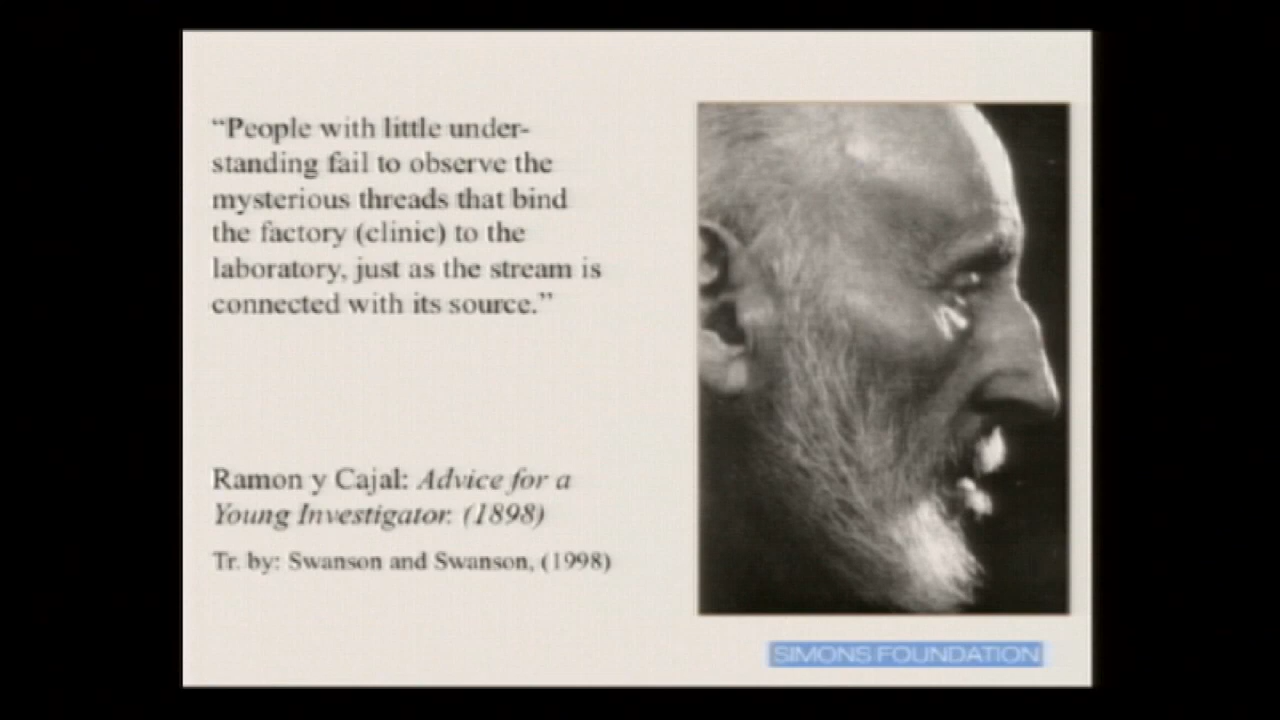 “People with little under-
standing fail to observe the
mysterious threads that bind
the factory (clinic) to the
laboratory, just as the stream is
connected with its source.”
Ramon y Cajal: Advice for a
Young Investigator. (1898)
Tr. by: Swanson and Swanson, (1998)
SIMONS FOUNDATION